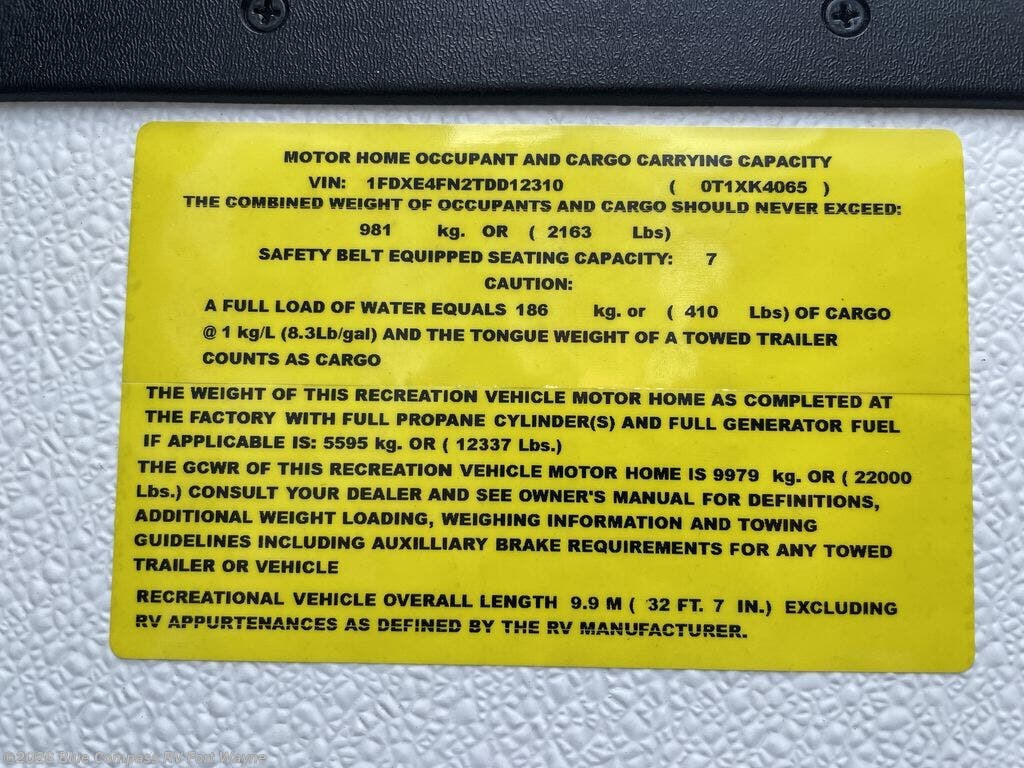 MOTOR HOME OCCUPANT AND CARGO CARRYING CAPACITY
VIN: 1FDXE4FN2TDD12310 ( 0T1XK4065 )
THE COMBINED WEIGHT OF OCCUPANTS AND CARGO SHOULD NEVER EXCEED:
981 kg. OR ( 2163 Lbs)
SAFETY BELT EQUIPPED SEATING CAPACITY: 7
CAUTION:
A FULL LOAD OF WATER EQUALS 186 kg. or ( 410 Lbs) OF CARGO
@ 1 kg/L (8.3Lb/gal) AND THE TONGUE WEIGHT OF A TOWED TRAILER
COUNTS AS CARGO
THE WEIGHT OF THIS RECREATION VEHICLE MOTOR HOME AS COMPLETED AT
THE FACTORY WITH FULL PROPANE CYLINDER(S) AND FULL GENERATOR FUEL
IF APPLICABLE IS: 5595 kg. OR ( 12337 Lbs.)
THE GCWR OF THIS RECREATION VEHICLE MOTOR HOME IS 9979 kg. OR ( 22000
Lbs.) CONSULT YOUR DEALER AND SEE OWNER'S MANUAL FOR DEFINITIONS,
ADDITIONAL WEIGHT LOADING, WEIGHING INFORMATION AND TOWING
GUIDELINES INCLUDING AUXILLIARY BRAKE REQUIREMENTS FOR ANY TOWED
TRAILER OR VEHICLE
RECREATIONAL VEHICLE OVERALL LENGTH 9.9 M ( 32 FT. 7 IN.) EXCLUDING
RV APPURTENANCES AS DEFINED BY THE RV MANUFACTURER.
©2026 Blue Compass RV Fort Wayne